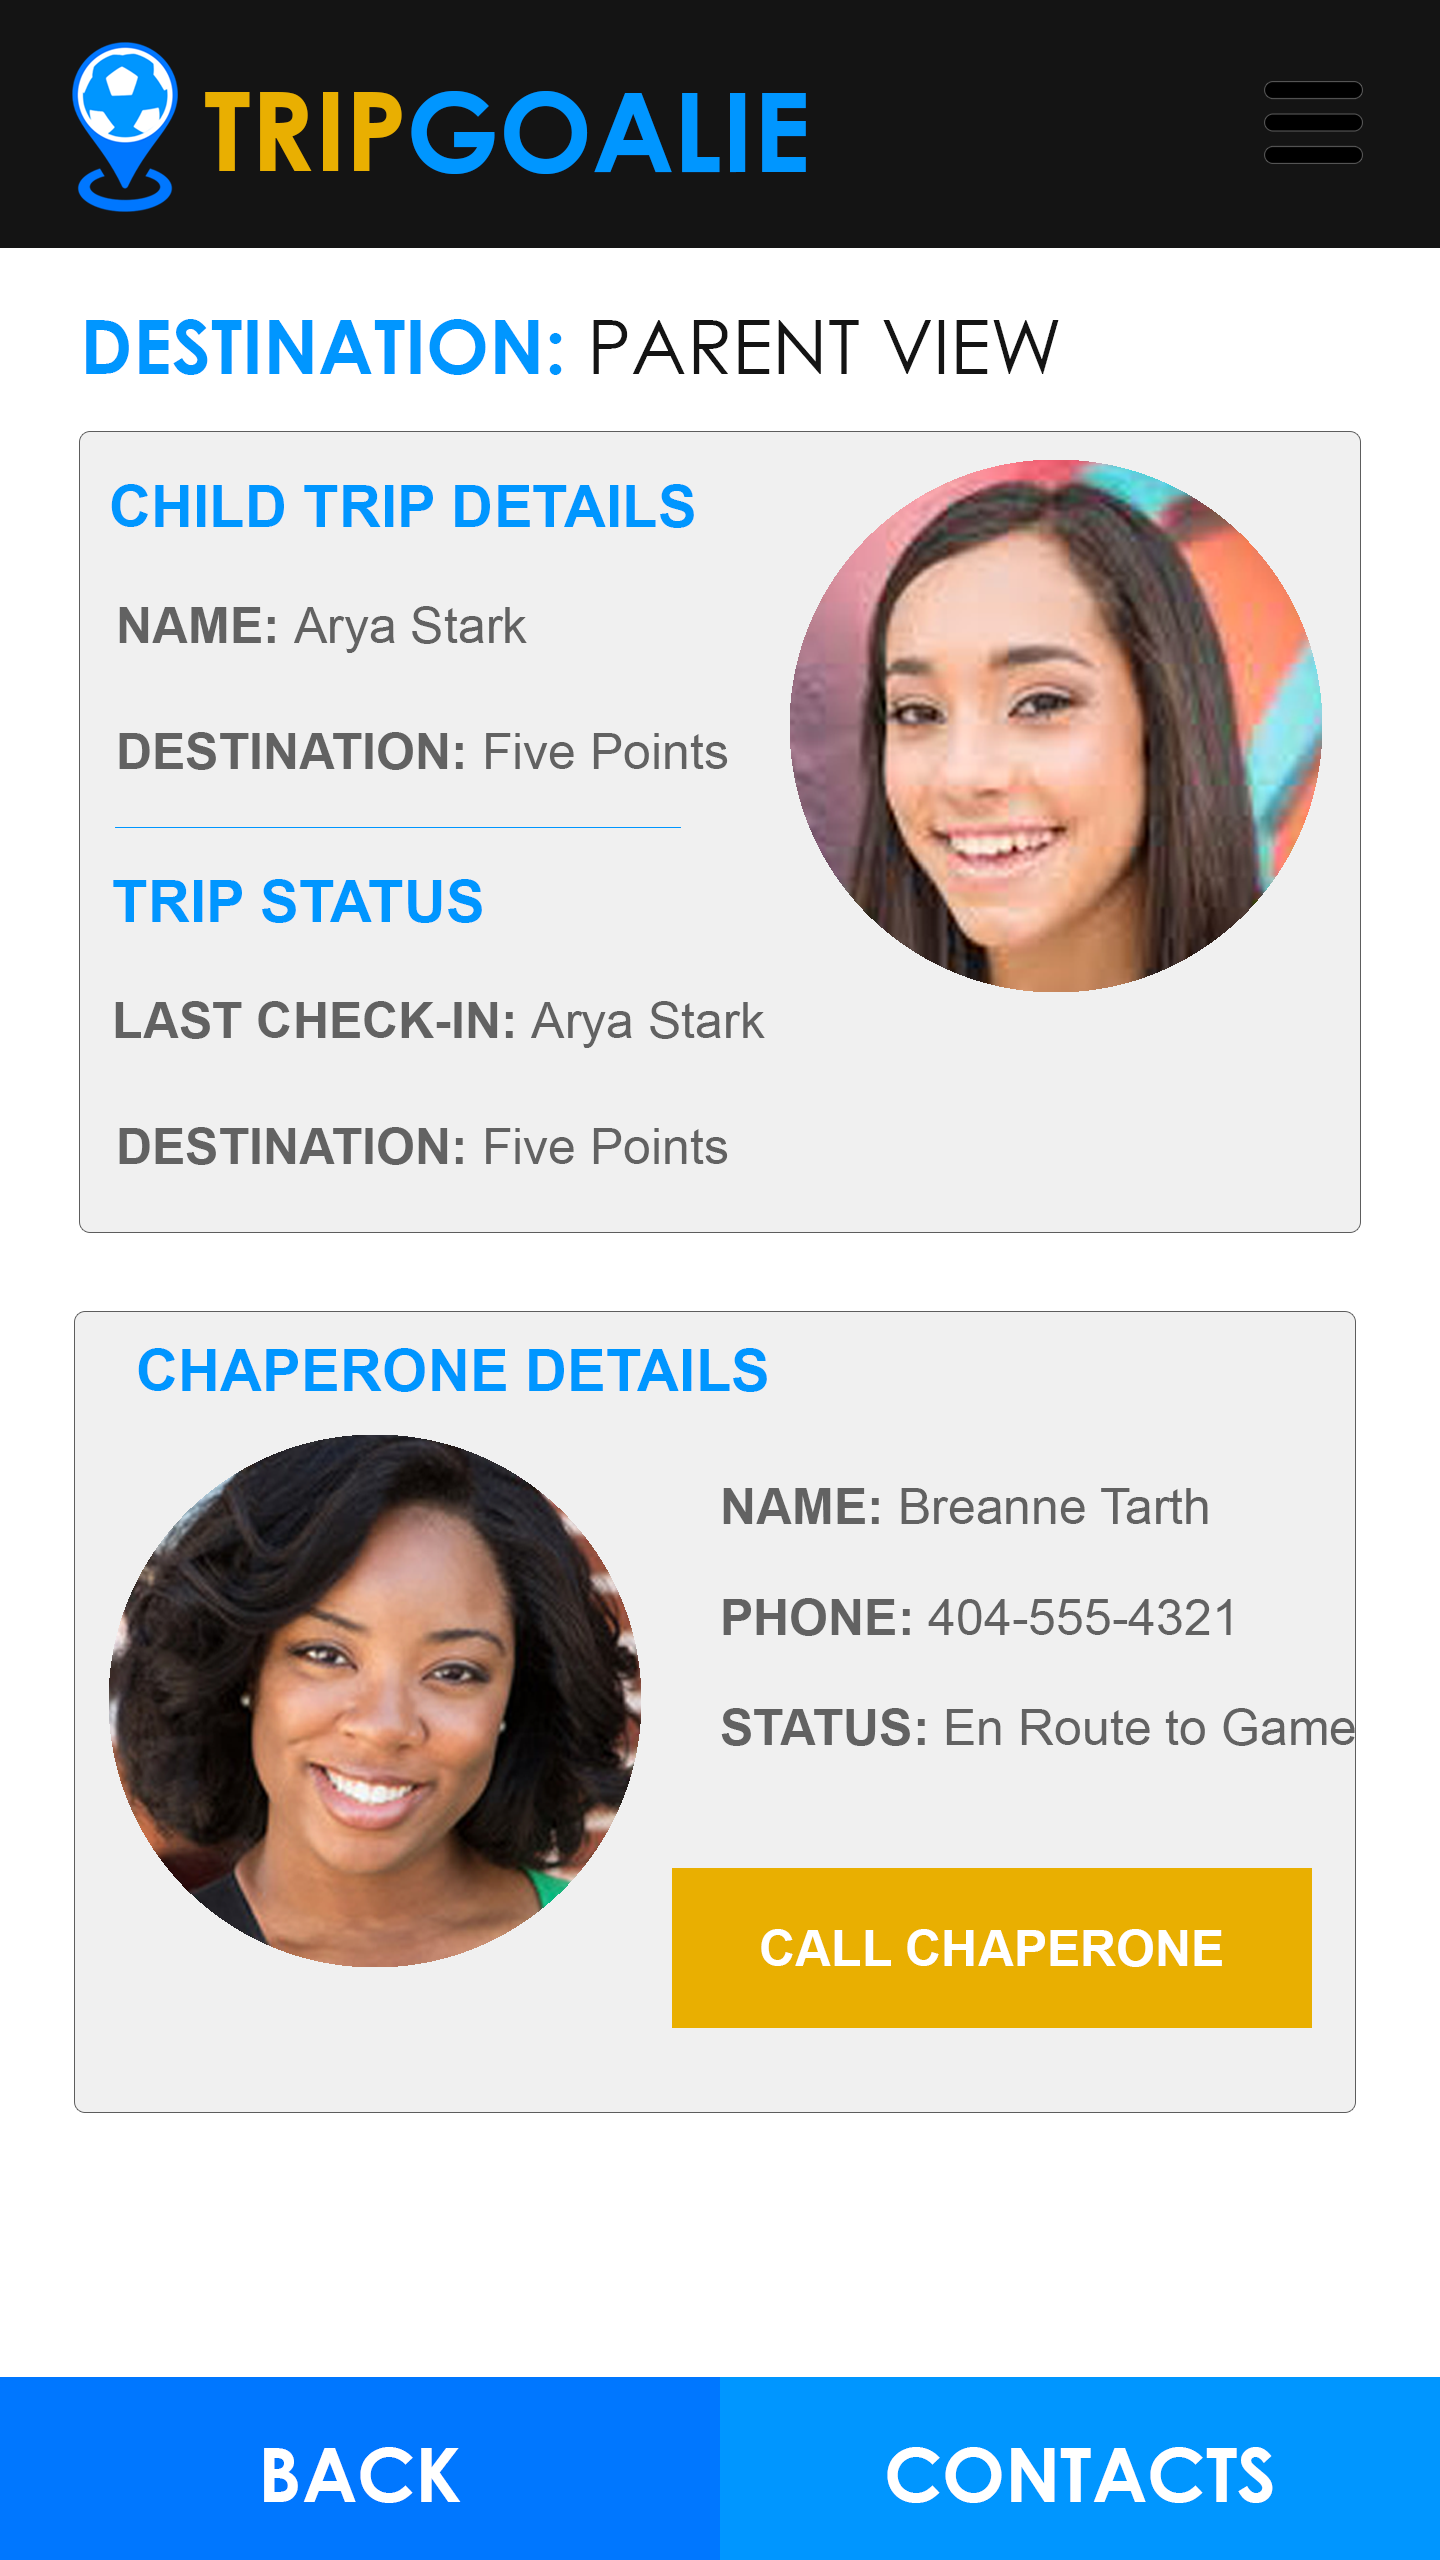 TRIPGOALIE
DESTINATION: PARENT VIEW
CHILD TRIP DETAILS
NAME: Arya Stark
DESTINATION: Five Points
TRIP STATUS
LAST CHECK-IN: Arya Stark
DESTINATION: Five Points
CHAPERONE DETAILS
NAME: Breanne Tarth
PHONE: 404-555-4321
STATUS: En Route to Game
CALL CHAPERONE
BACK
CONTACTS